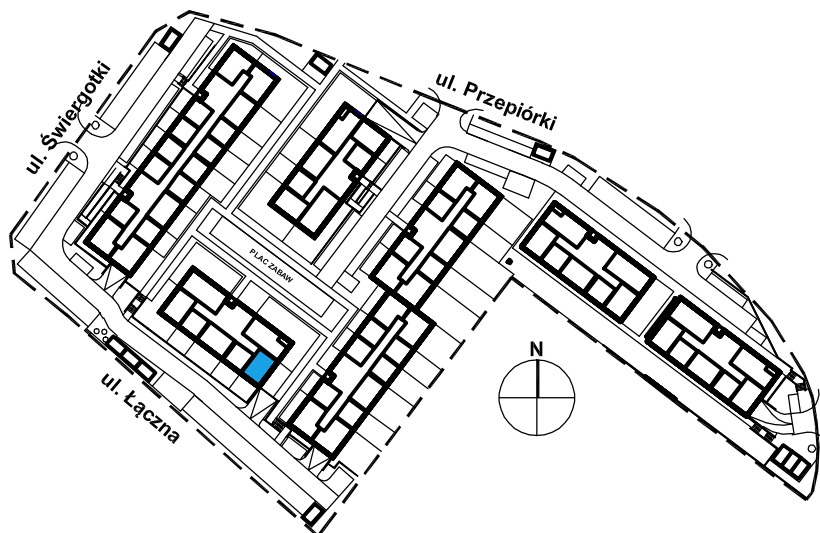 ul. Świergotki
ul. Przepiórki
PLAC ZABAW
N
ul. Łączna